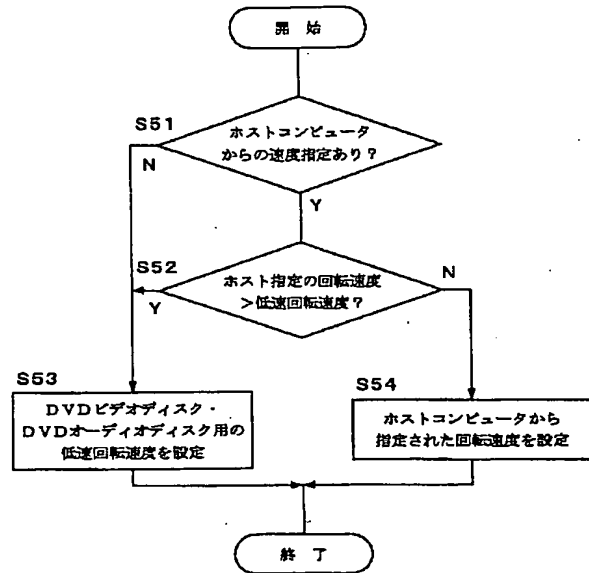 開 始
S51
ホストコンピュータ
からの速度指定あり？
N
Y
S52
ホスト指定の回転速度
＞低速回転速度？
N
Y
S53
DVDビデオディスク・
DVDオーディオディスク用の
低速回転速度を設定
S54
ホストコンピュータから
指定された回転速度を設定
終 了